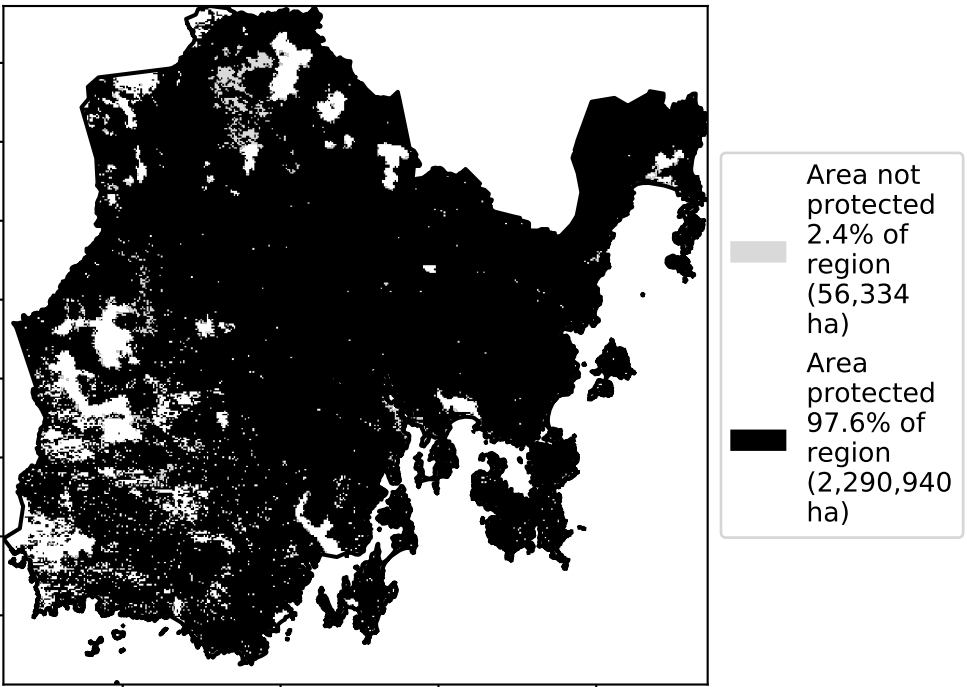 Area not
protected
2.4% of
region
(56,334
ha)
Area
protected
97.6% of
region
(2,290,940
ha)